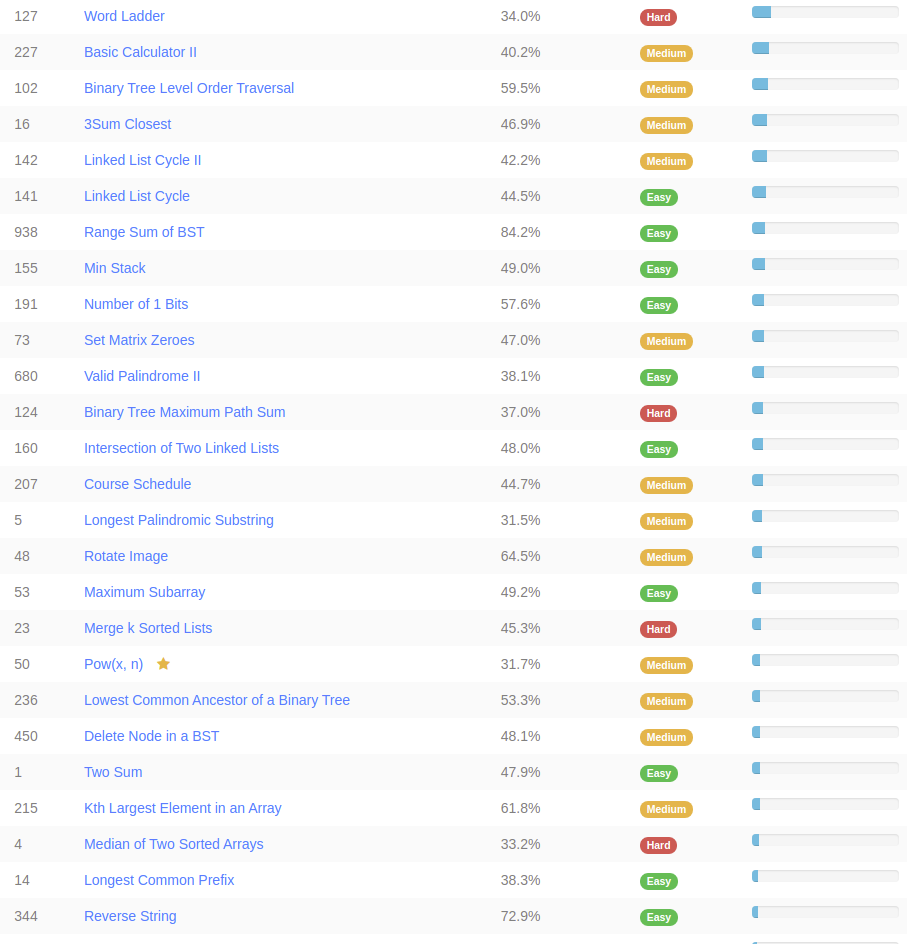 127 Word Ladder 34.0% Hard
227 Basic Calculator II 40.2% Medium
102 Binary Tree Level Order Traversal 59.5% Medium
16 3Sum Closest 46.9% Medium
142 Linked List Cycle II 42.2% Medium
141 Linked List Cycle 44.5% Easy
938 Range Sum of BST 84.2% Easy
155 Min Stack 49.0% Easy
191 Number of 1 Bits 57.6% Easy
73 Set Matrix Zeroes 47.0% Medium
680 Valid Palindrome II 38.1% Easy
124 Binary Tree Maximum Path Sum 37.0% Hard
160 Intersection of Two Linked Lists 48.0% Easy
207 Course Schedule 44.7% Medium
5 Longest Palindromic Substring 31.5% Medium
48 Rotate Image 64.5% Medium
53 Maximum Subarray 49.2% Easy
23 Merge k Sorted Lists 45.3% Hard
50 Pow(x, n) 31.7% Medium
236 Lowest Common Ancestor of a Binary Tree 53.3% Medium
450 Delete Node in a BST 48.1% Medium
1 Two Sum 47.9% Easy
215 Kth Largest Element in an Array 61.8% Medium
4 Median of Two Sorted Arrays 33.2% Hard
14 Longest Common Prefix 38.3% Easy
344 Reverse String 72.9% Easy